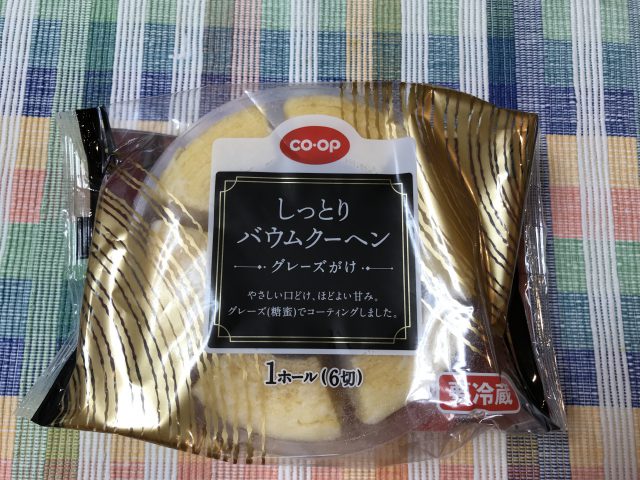 CO·OP
しっとり
バウムクーヘン
グレーズがけ
やさしい口どけ、ほどよい甘み。
グレーズ(糖蜜)でコーティングしました。
1ホール(6切)
要冷蔵